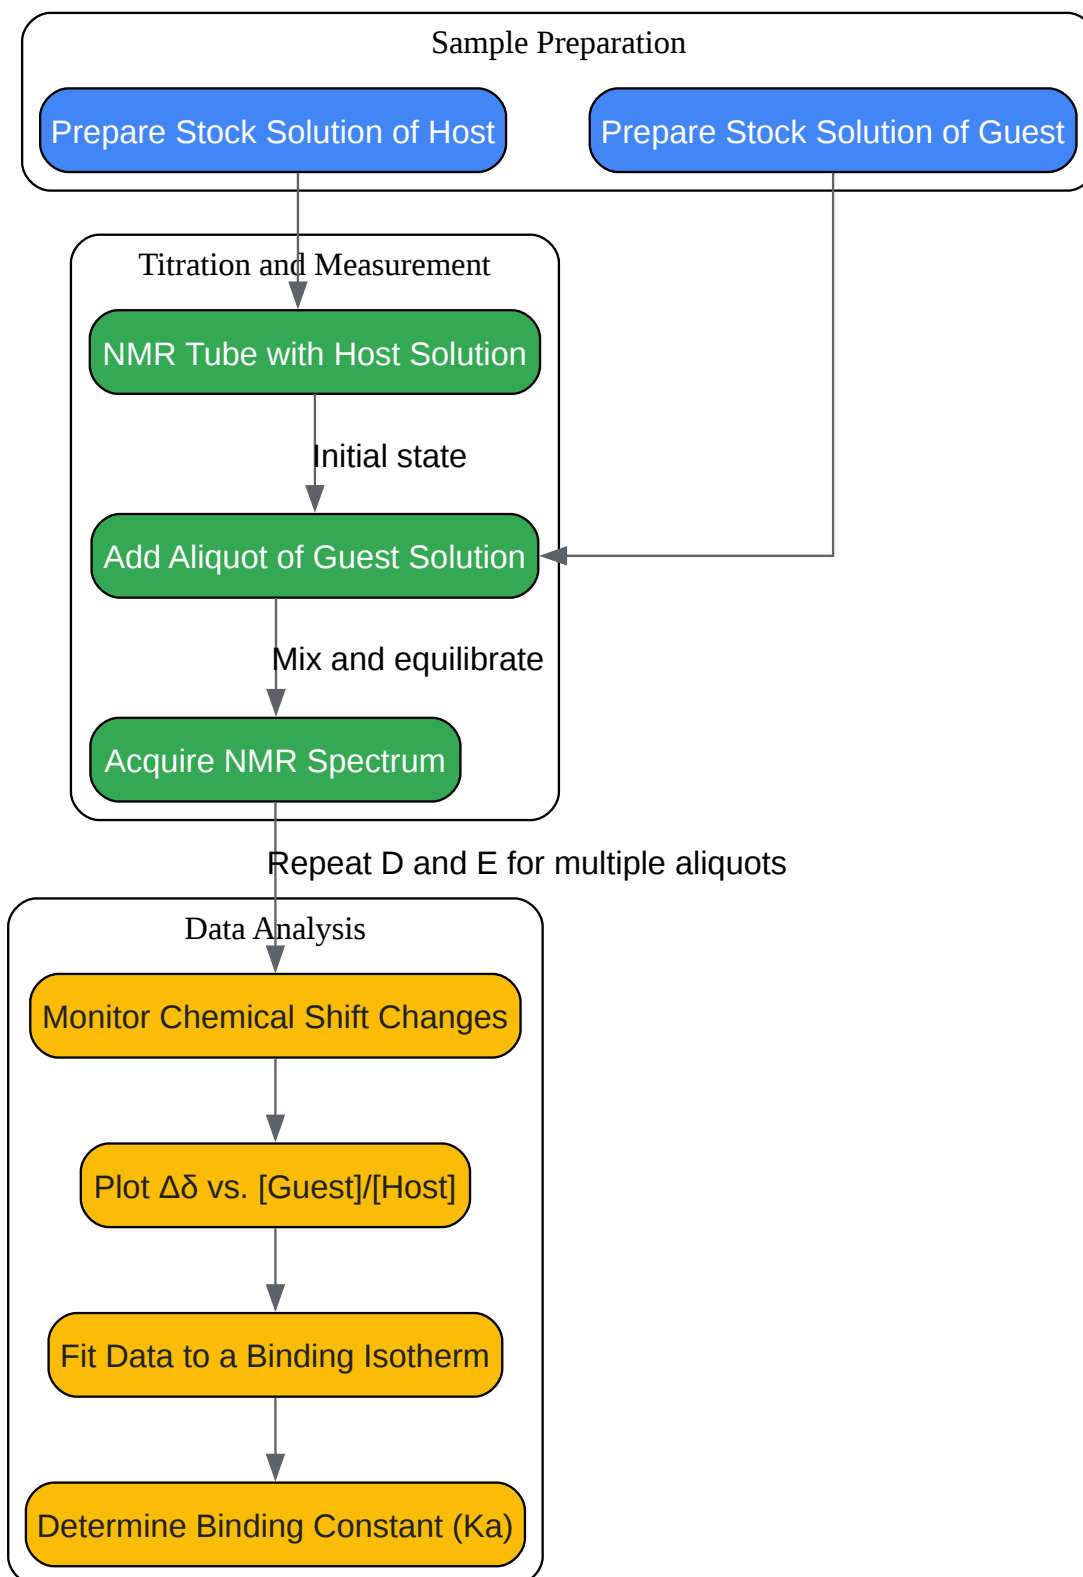 Sample Preparation
Prepare Stock Solution of Host
Prepare Stock Solution of Guest
Titration and Measurement
NMR Tube with Host Solution
Initial state
Add Aliquot of Guest Solution
Mix and equilibrate
Acquire NMR Spectrum
Repeat D and E for multiple aliquots
Data Analysis
Monitor Chemical Shift Changes
Plot Δδ vs. [Guest]/[Host]
Fit Data to a Binding Isotherm
Determine Binding Constant (Ka)